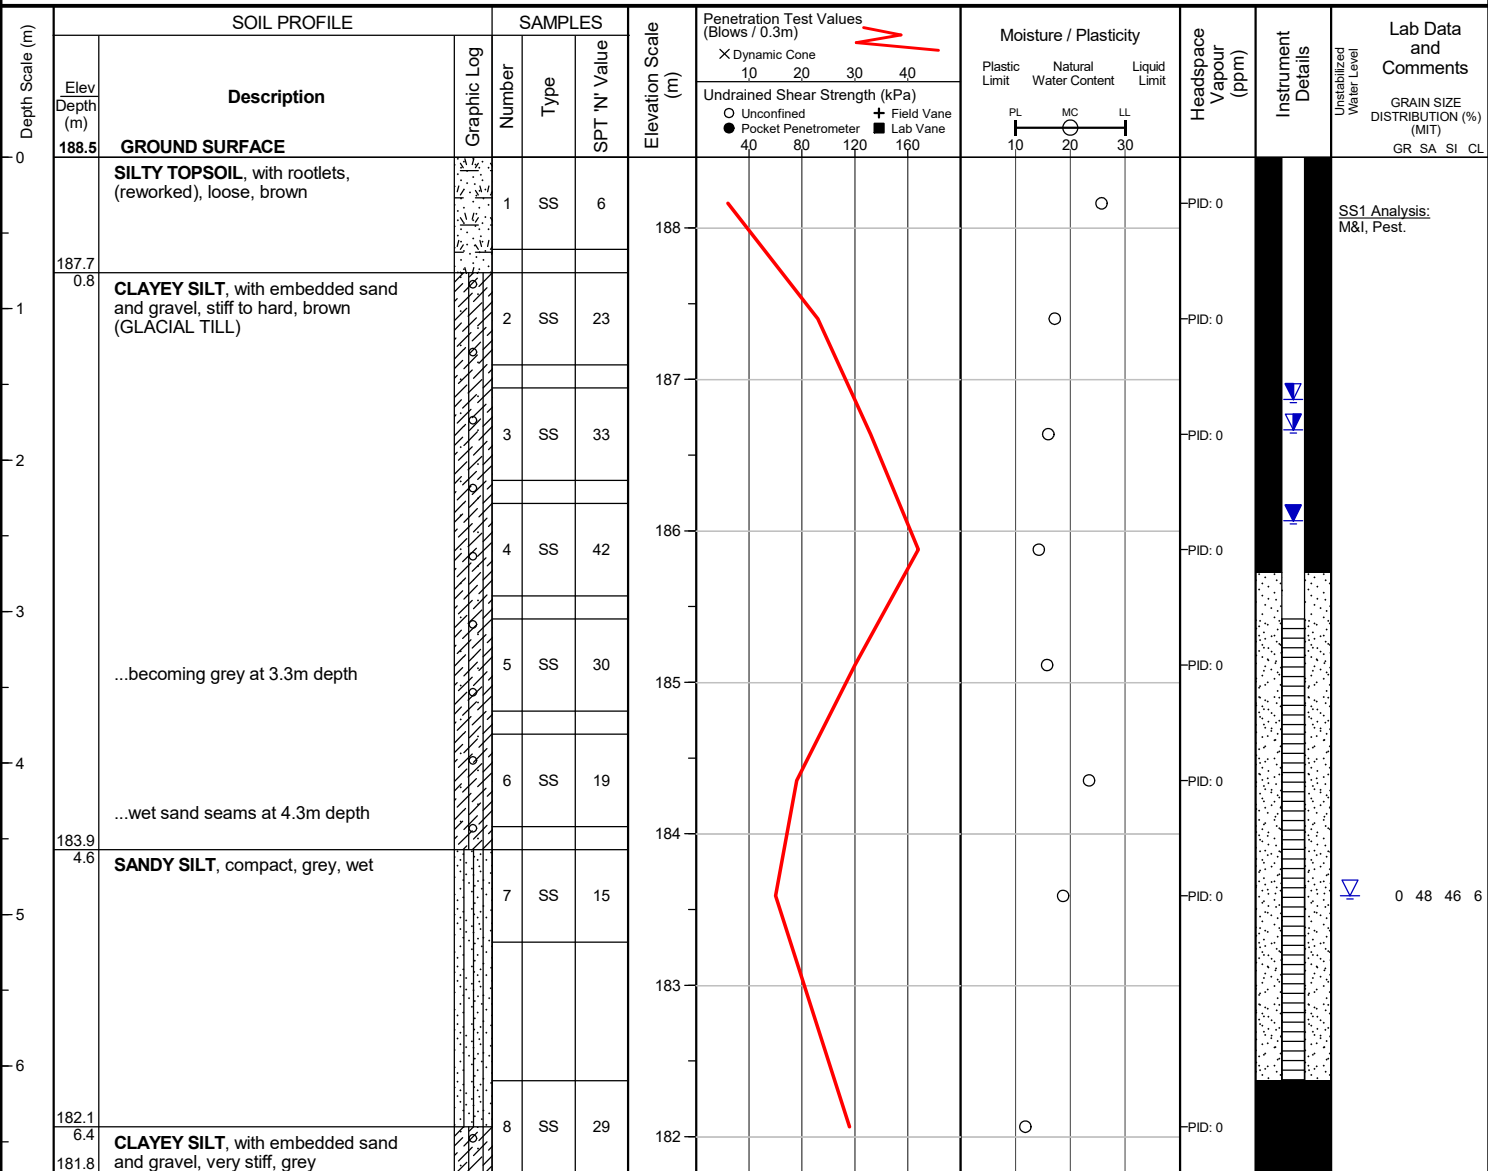 SOIL PROFILE
SAMPLES
Depth Scale (m)
Elev
Depth
(m)
188.5
Description
GROUND SURFACE
Graphic Log
Number
Type
SPT 'N' Value
Elevation Scale
(m)
Penetration Test Values
(Blows / 0.3m)
Dynamic Cone
10 20 30 40
Undrained Shear Strength (kPa)
Unconfined
Field Vane
Pocket Penetrometer
Lab Vane
40 80 120 160
Moisture / Plasticity
Plastic
Limit
Natural
Water Content
Liquid
Limit
PL MC LL
10 20 30
Headspace
Vapour
(ppm)
Instrument
Details
Unstabilized
Water Level
Lab Data
and
Comments
GRAIN SIZE
DISTRIBUTION (%)
(MIT)
GR SA SI CL
0
SILTY TOPSOIL, with rootlets,
(reworked), loose, brown
1 SS 6
PID: 0
SS1 Analysis:
M&I, Pest.
188
187.7
0.8
CLAYEY SILT, with embedded sand
and gravel, stiff to hard, brown
(GLACIAL TILL)
1
2 SS 23
PID: 0
187
3 SS 33
PID: 0
2
186
4 SS 42
PID: 0
3
5 SS 30
PID: 0
...becoming grey at 3.3m depth
185
4
6 SS 19
PID: 0
...wet sand seams at 4.3m depth
184
183.9
4.6
SANDY SILT, compact, grey, wet
7 SS 15
PID: 0
0 48 46 6
5
183
6
182.1
6.4
8 SS 29
PID: 0
182
CLAYEY SILT, with embedded sand
and gravel, very stiff, grey
181.8